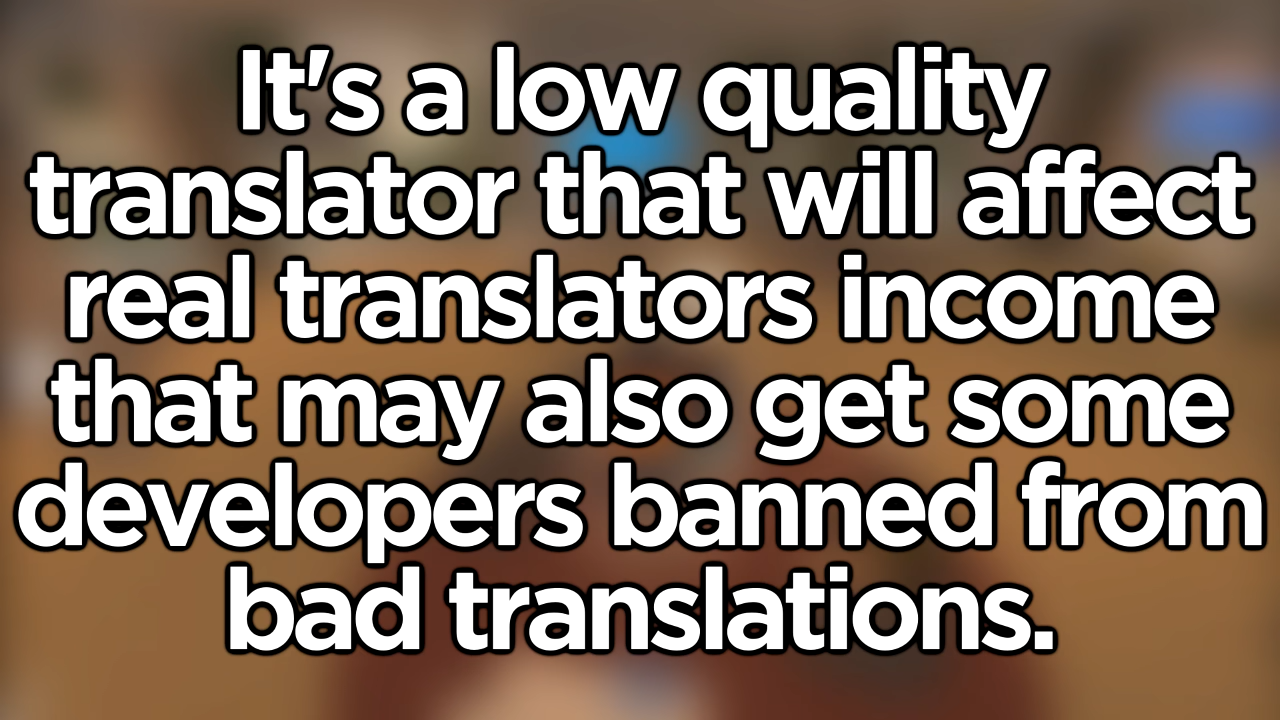 It's a low quality
translator that will affect
real translators income
that may also get some
developers banned from
bad translations.